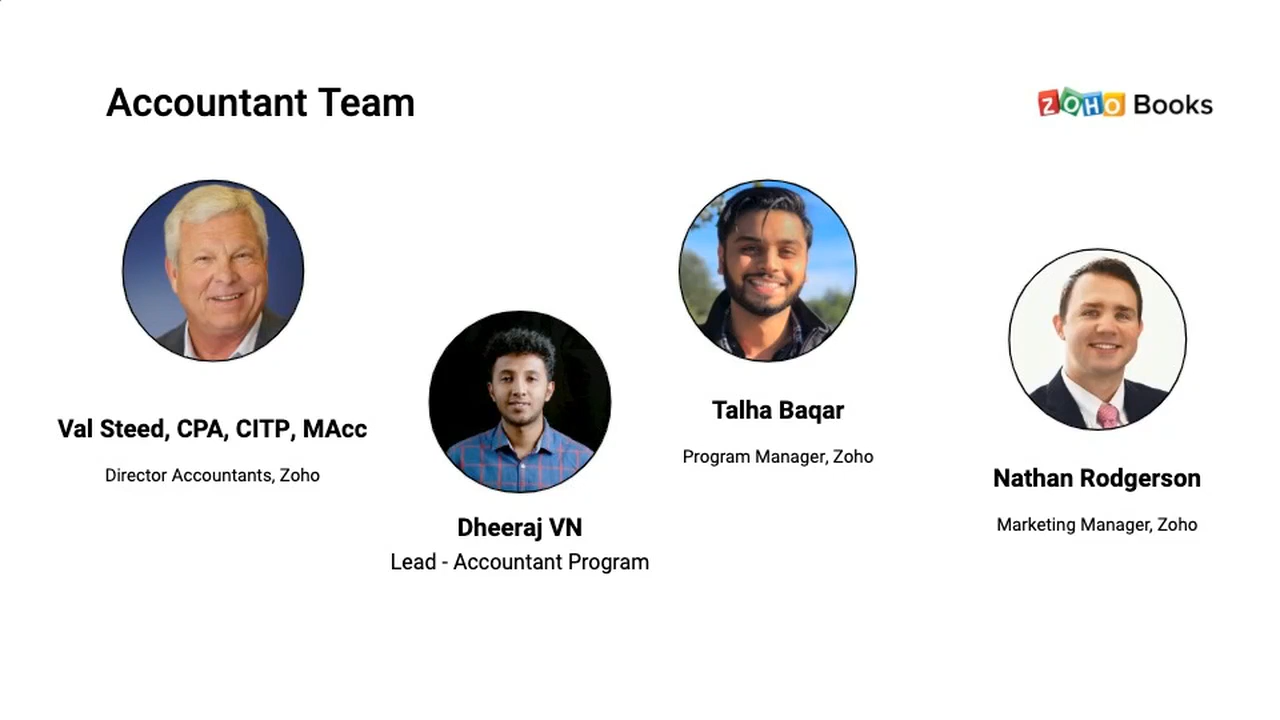 Accountant Team
ZOHO Books
Val Steed, CPA, CITP, MAcc
Director Accountants, Zoho
Dheeraj VN
Lead - Accountant Program
Talha Baqar
Program Manager, Zoho
Nathan Rodgerson
Marketing Manager, Zoho